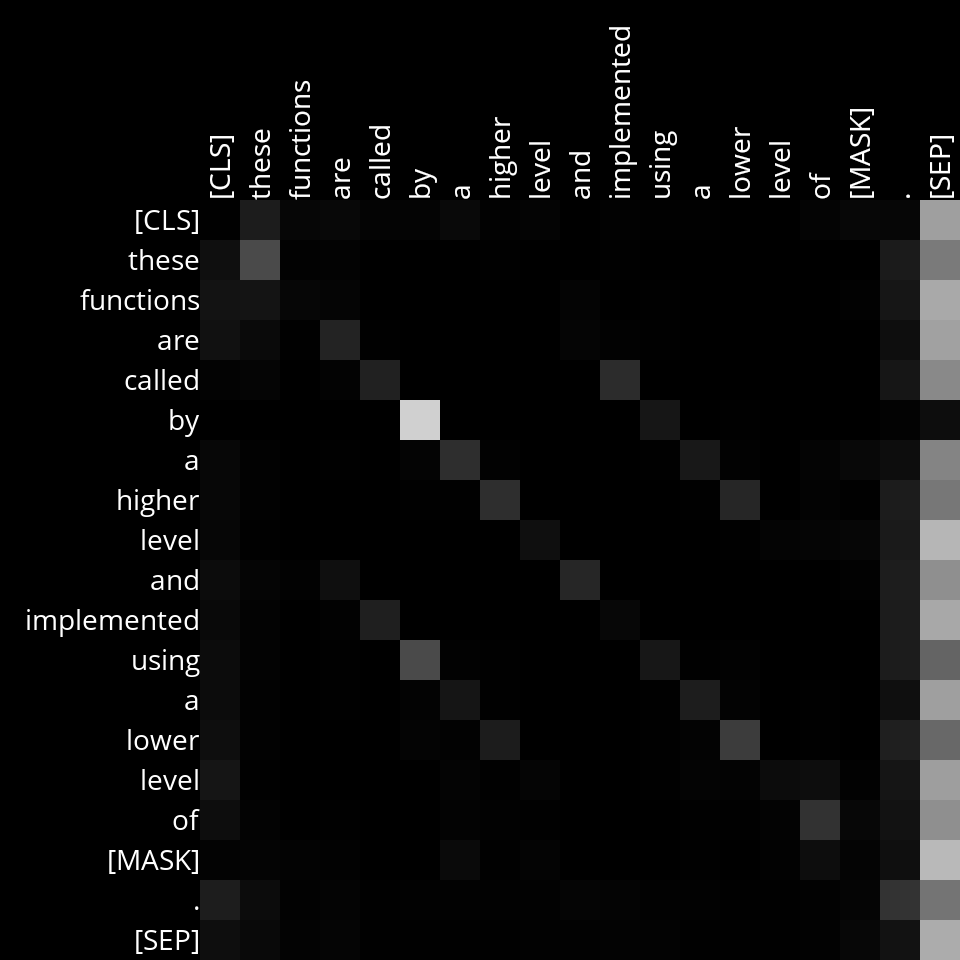 [CLS] these functions are called by a higher level and implemented using a lower level of [MASK] . [SEP]
[CLS]
these
functions
are
called
by
a
higher
level
and
implemented
using
a
lower
level
of
[MASK]
.
[SEP]